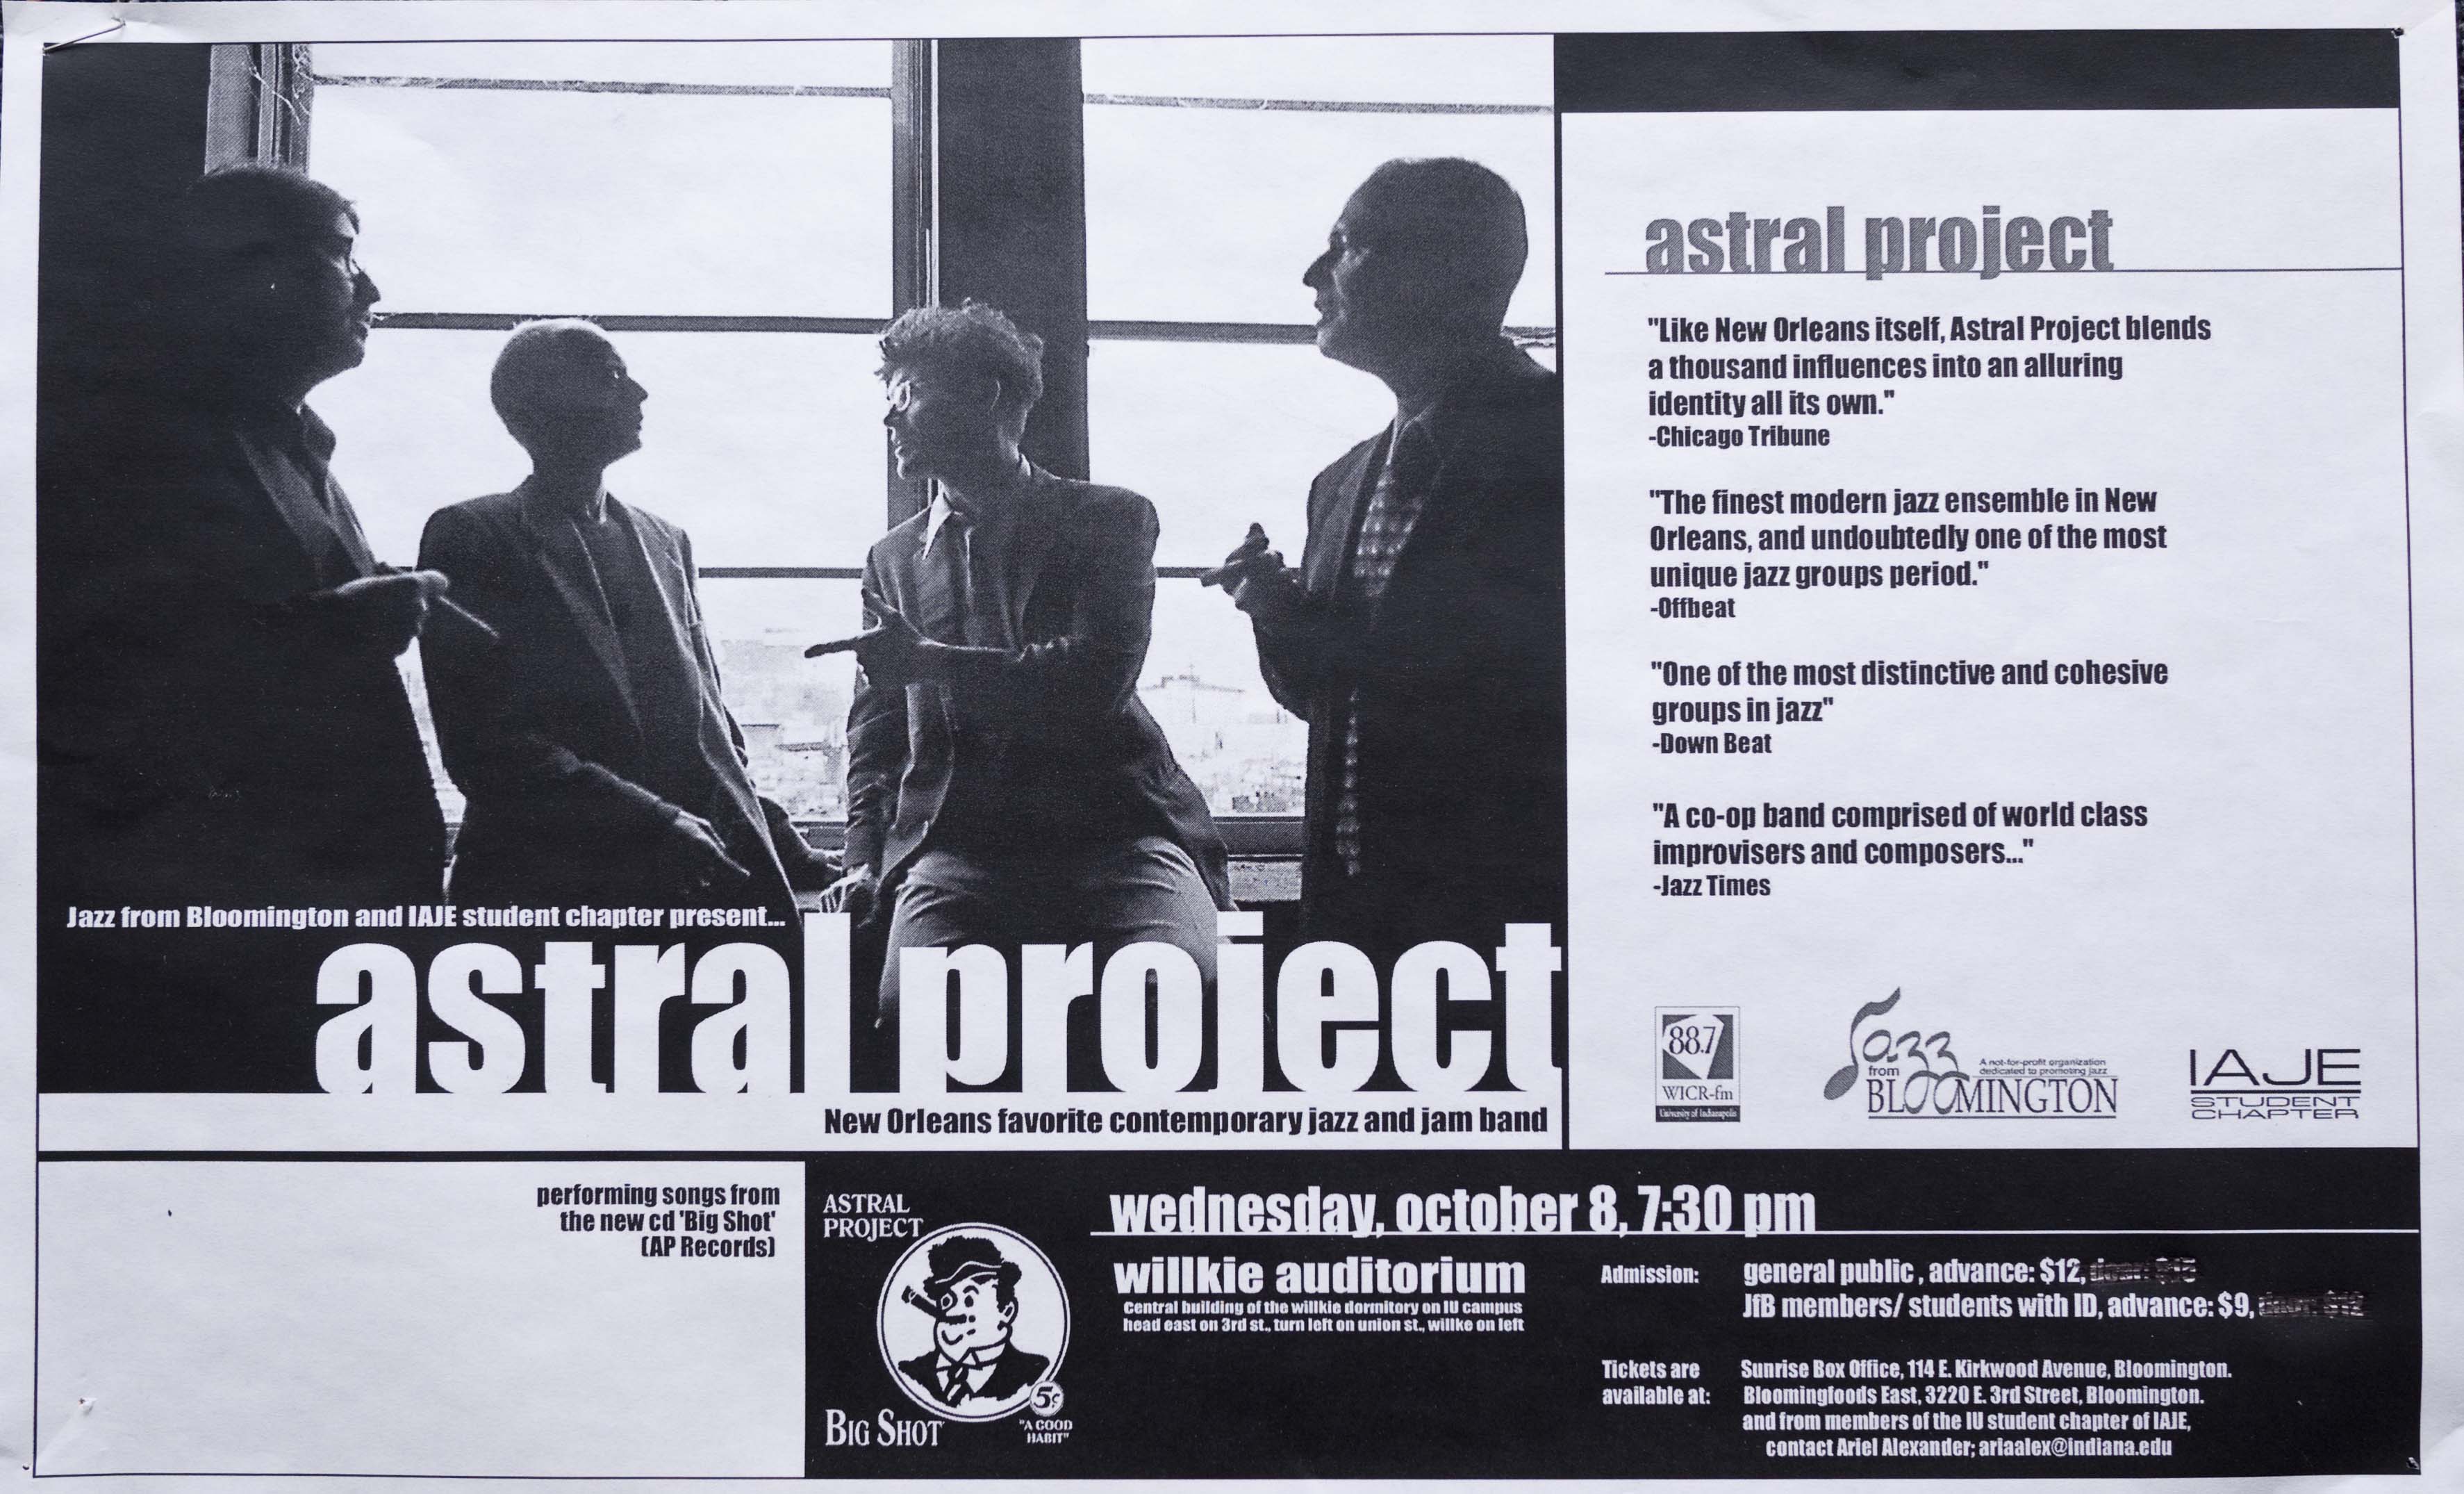 Jazz from Bloomington and IAJE student chapter present...
astral project
New Orleans favorite contemporary jazz and jam band
astral project
"Like New Orleans itself, Astral Project blends
a thousand influences into an alluring
identity all its own."
-Chicago Tribune
"The finest modern jazz ensemble in New
Orleans, and undoubtedly one of the most
unique jazz groups period."
-Offbeat
"One of the most distinctive and cohesive
groups in jazz"
-Down Beat
"A co-op band comprised of world class
improvisers and composers..."
-Jazz Times
88.7
WICR-fm
University of Indianapolis
Jazz
from
BLOOMINGTON
A not-for-profit organization
dedicated to promoting jazz
IAJE
STUDENT
CHAPTER
performing songs from
the new cd 'Big Shot'
(AP Records)
ASTRAL
PROJECT
5¢
BIG SHOT
"A GOOD
HABIT"
wednesday, october 8, 7:30 pm
willkie auditorium
Central building of the willkie dormitory on IU campus
head east on 3rd st., turn left on union st., willke on left
Admission:
general public , advance: $12,
JfB members/ students with ID, advance: $9,
Tickets are
available at:
Sunrise Box Office, 114 E. Kirkwood Avenue, Bloomington.
Bloomingfoods East, 3220 E. 3rd Street, Bloomington.
and from members of the IU student chapter of IAJE,
contact Ariel Alexander; arlaalex@indiana.edu